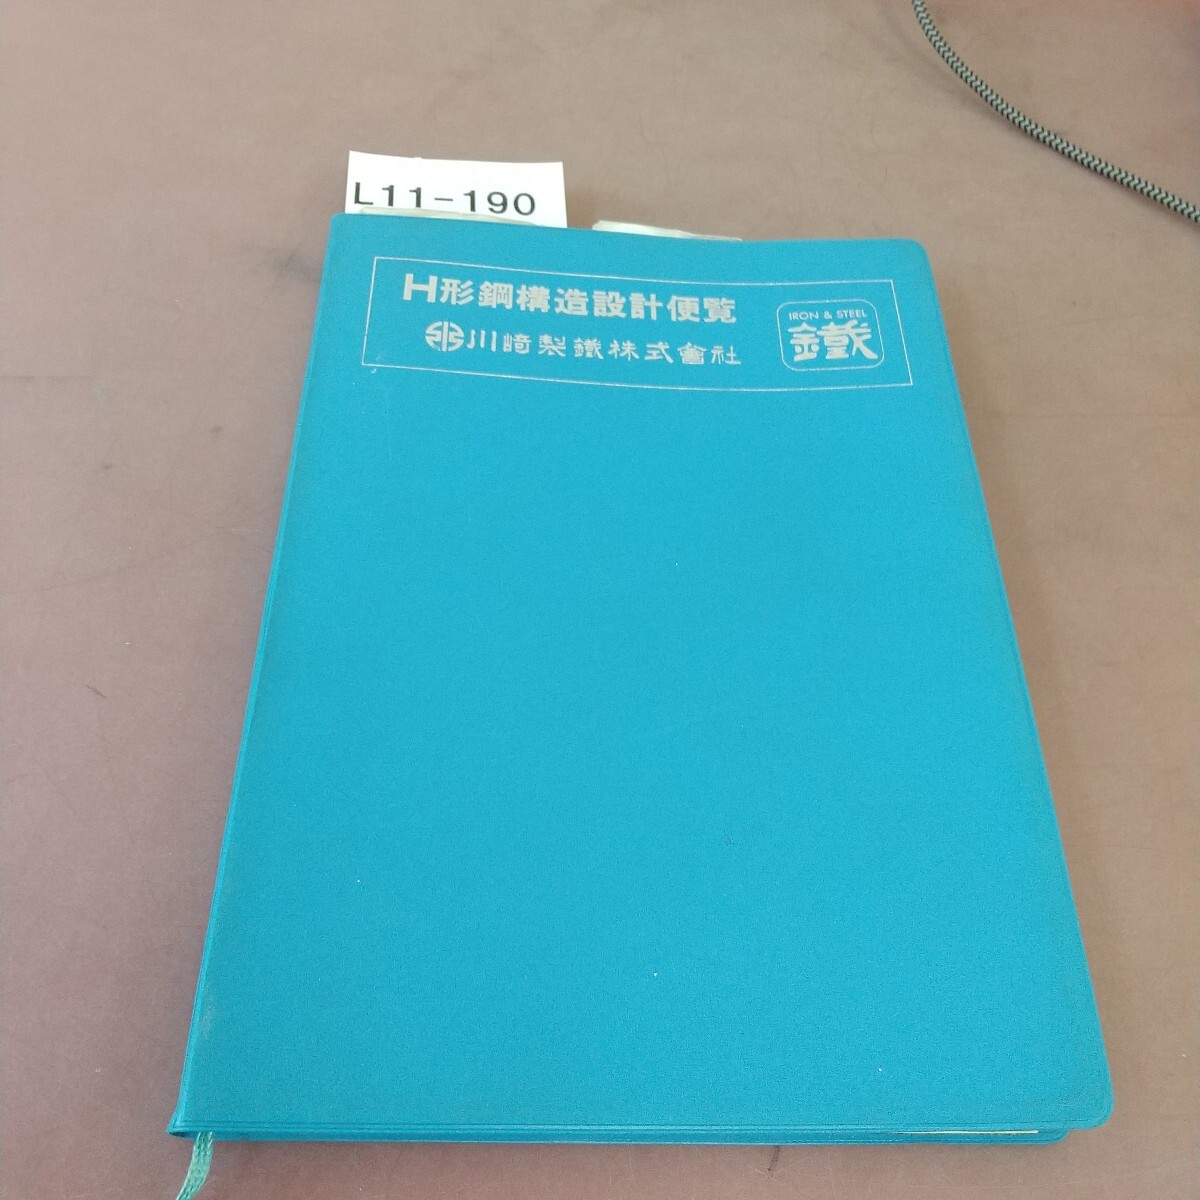 L11-190
H形鋼構造設計便覧
川崎製鐵株式會社
IRON & STEEL
鐵